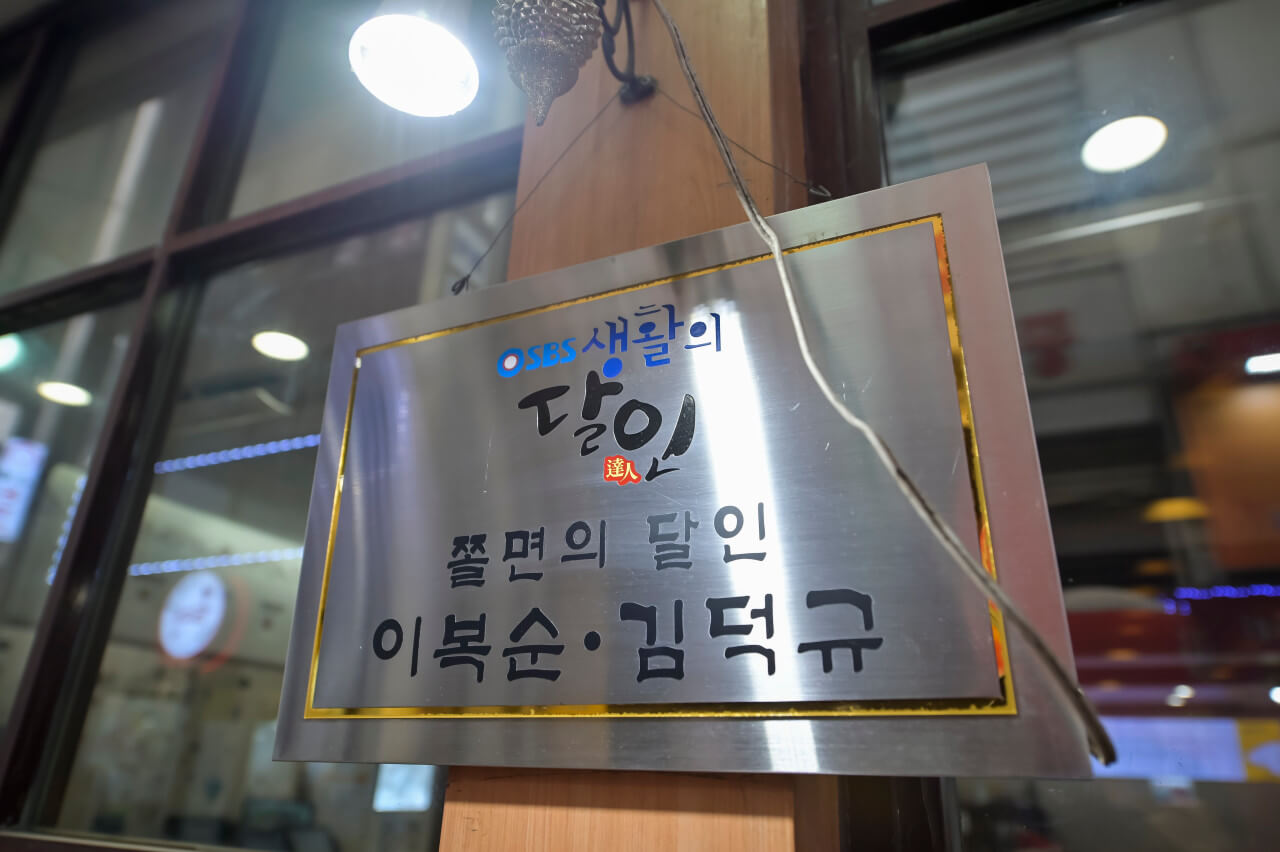 SBS 생활의
달인
達人
쫄면의 달인
이복순·김덕규